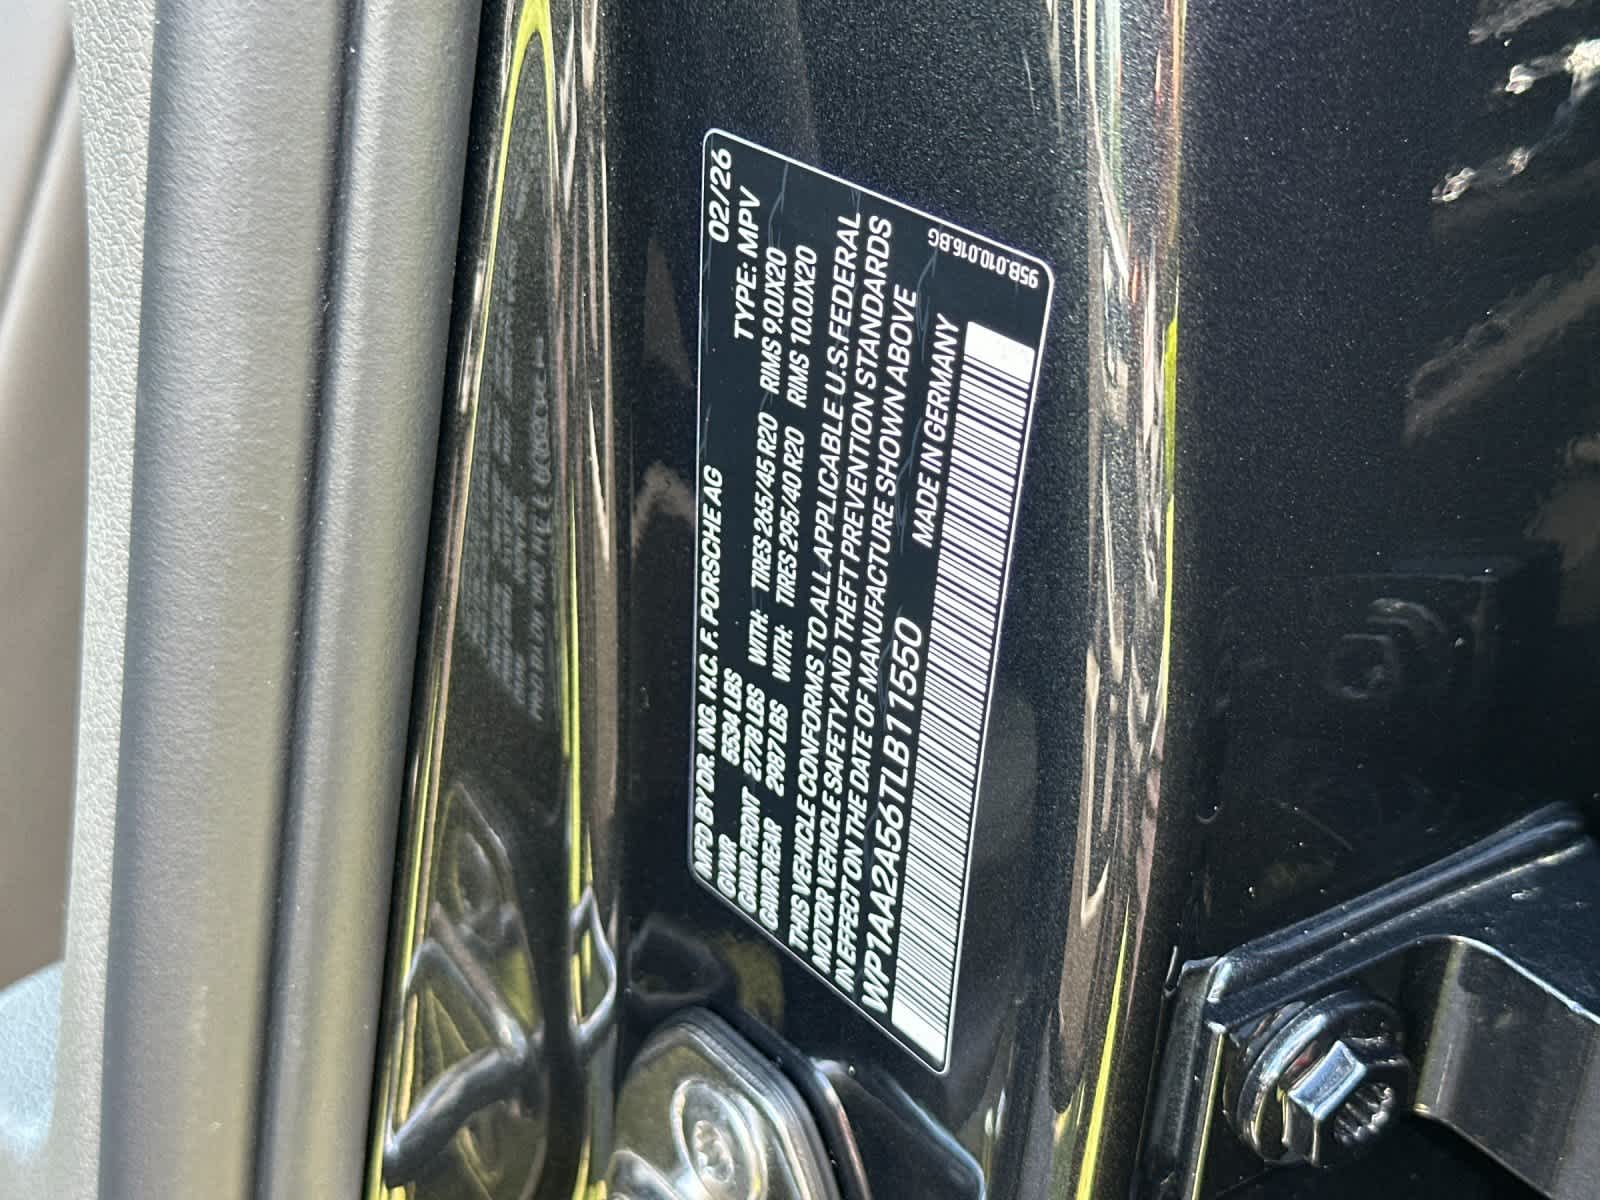 MFD BY DR. ING. H.C. F. PORSCHE AG 02/26
GVWR 5534 LBS TYPE: MPV
GAWR FRONT 2778 LBS WITH: TIRES 265/45 R20 RIMS 9.0JX20
GAWR REAR 2987 LBS WITH: TIRES 295/40 R20 RIMS 10.0JX20
THIS VEHICLE CONFORMS TO ALL APPLICABLE U.S. FEDERAL
MOTOR VEHICLE SAFETY AND THEFT PREVENTION STANDARDS
IN EFFECT ON THE DATE OF MANUFACTURE SHOWN ABOVE
WP1AA2A56TLB11550 MADE IN GERMANY
95B.010.016.BG